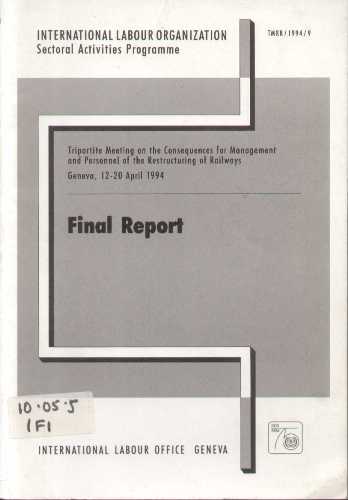 INTERNATIONAL LABOUR ORGANIZATION
Sectoral Activities Programme
TMRR/1994/9
Tripartite Meeting on the Consequences for Management
and Personnel of the Restructuring of Railways
Geneva, 12-20 April 1994
Final Report
10.05.5
IFI
INTERNATIONAL LABOUR OFFICE GENEVA